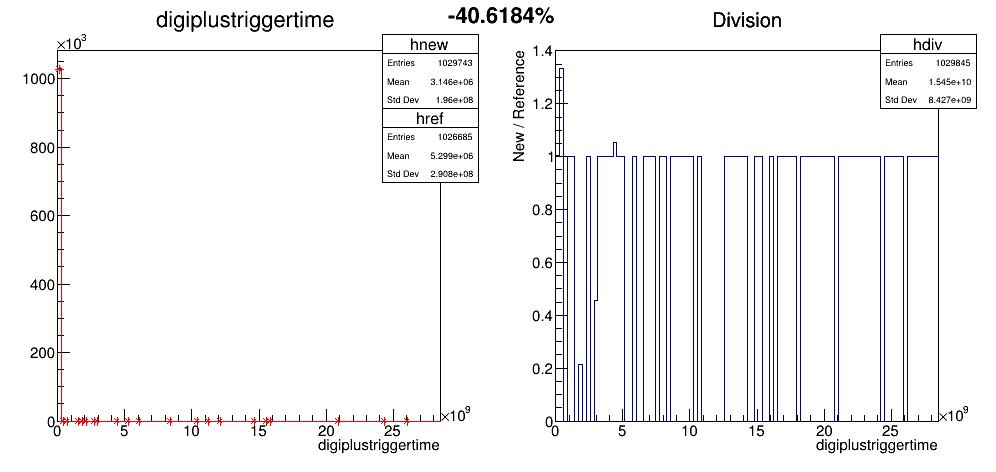 digiplustriggertime
-40.6184%
Division
×10³
hnew
Entries 1029743
Mean 3.146e+06
Std Dev 1.96e+08
href
Entries 1026685
Mean 5.299e+06
Std Dev 2.908e+08
1000
800
600
400
200
0
0 5 10 15 20 25
×10⁹
digiplustriggertime
hdiv
Entries 1029845
Mean 1.545e+10
Std Dev 8.427e+09
New / Reference
1.4
1.2
1
0.8
0.6
0.4
0.2
0
0 5 10 15 20 25
×10⁹
digiplustriggertime